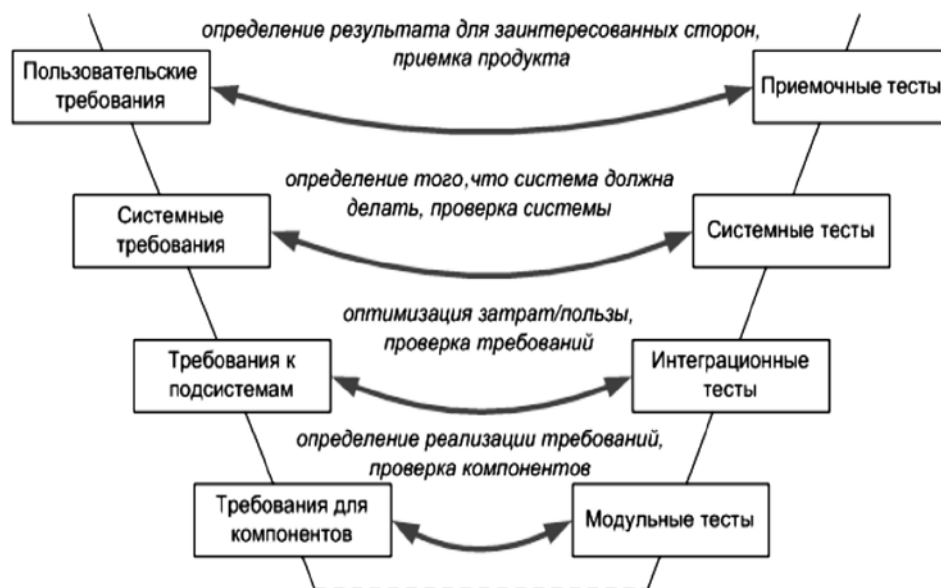 определение результата для заинтересованных сторон,
приемка продукта
Пользовательские
требования
Приемочные тесты
определение того,что система должна
делать, проверка системы
Системные
требования
Системные тесты
оптимизация затрат/пользы,
проверка требований
Требования к
подсистемам
Интеграционные
тесты
определение реализации требований,
проверка компонентов
Требования для
компонентов
Модульные тесты